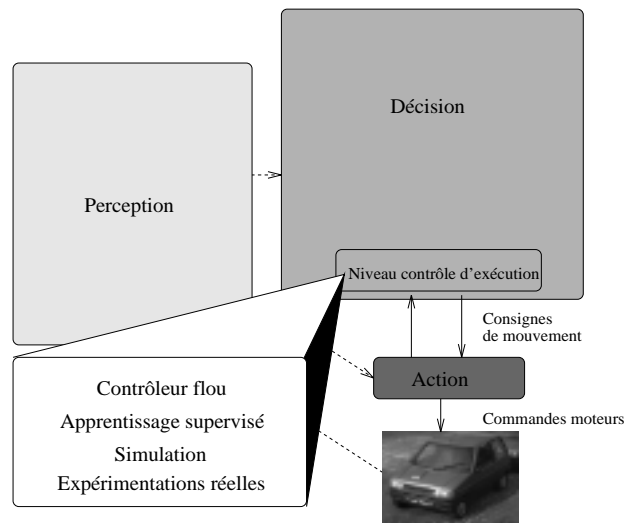 Décision
Perception
Niveau contrôle d'exécution
Consignes
de mouvement
Action
Contrôleur flou
Apprentissage supervisé
Simulation
Expérimentations réelles
Commandes moteurs